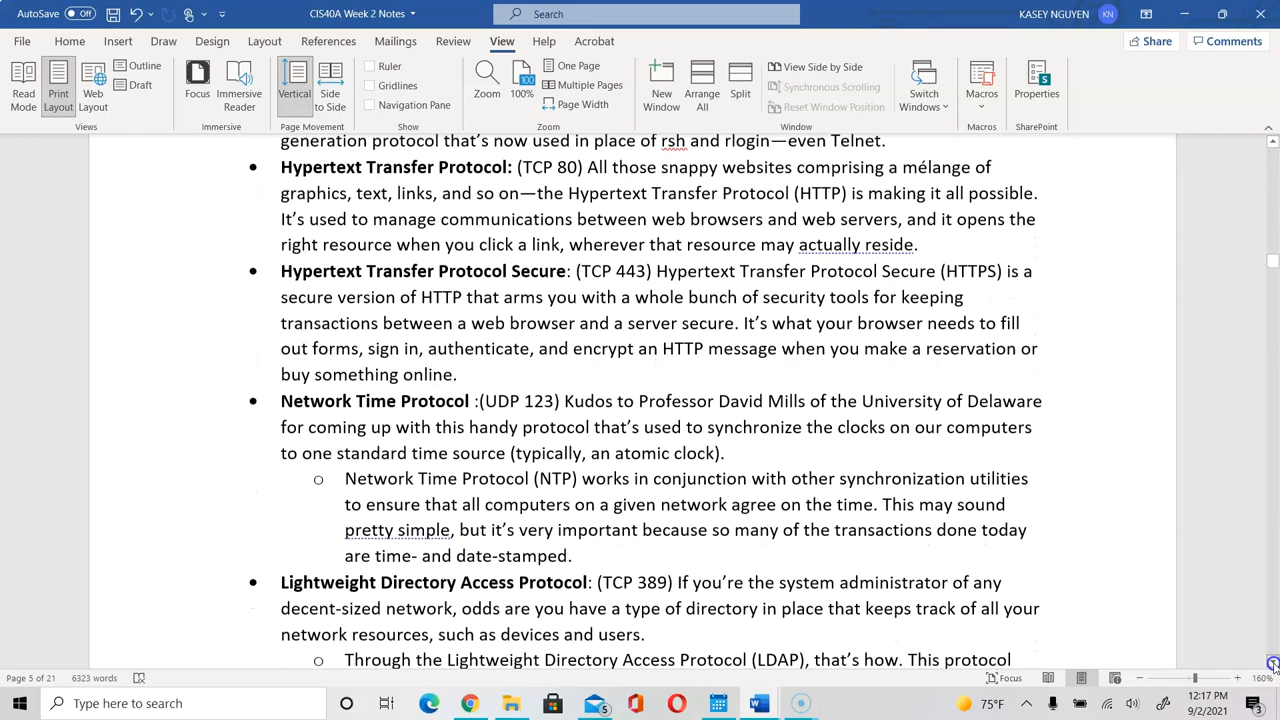 AutoSave Off CIS40A Week 2 Notes Search KASEY NGUYEN KN
File Home Insert Draw Design Layout References Mailings Review View Help Acrobat Share Comments
Read Mode Print Layout Web Layout Outline Draft Focus Immersive Reader Vertical Side to Side Ruler Gridlines Navigation Pane Zoom 100 100% One Page Multiple Pages Page Width New Window Arrange All Split View Side by Side Synchronous Scrolling Reset Window Position Switch Windows Macros Properties
Views Immersive Page Movement Show Zoom Window Macros SharePoint
generation protocol that's now used in place of rsh and rlogin—even Telnet.
• Hypertext Transfer Protocol: (TCP 80) All those snappy websites comprising a mélange of
graphics, text, links, and so on—the Hypertext Transfer Protocol (HTTP) is making it all possible.
It's used to manage communications between web browsers and web servers, and it opens the
right resource when you click a link, wherever that resource may actually reside.
• Hypertext Transfer Protocol Secure: (TCP 443) Hypertext Transfer Protocol Secure (HTTPS) is a
secure version of HTTP that arms you with a whole bunch of security tools for keeping
transactions between a web browser and a server secure. It's what your browser needs to fill
out forms, sign in, authenticate, and encrypt an HTTP message when you make a reservation or
buy something online.
• Network Time Protocol :(UDP 123) Kudos to Professor David Mills of the University of Delaware
for coming up with this handy protocol that's used to synchronize the clocks on our computers
to one standard time source (typically, an atomic clock).
o Network Time Protocol (NTP) works in conjunction with other synchronization utilities
to ensure that all computers on a given network agree on the time. This may sound
pretty simple, but it's very important because so many of the transactions done today
are time- and date-stamped.
• Lightweight Directory Access Protocol: (TCP 389) If you're the system administrator of any
decent-sized network, odds are you have a type of directory in place that keeps track of all your
network resources, such as devices and users.
o Through the Lightweight Directory Access Protocol (LDAP), that's how. This protocol
Page 5 of 21 6323 words Focus 160%
Type here to search 5 75°F 12:17 PM
9/2/2021 3